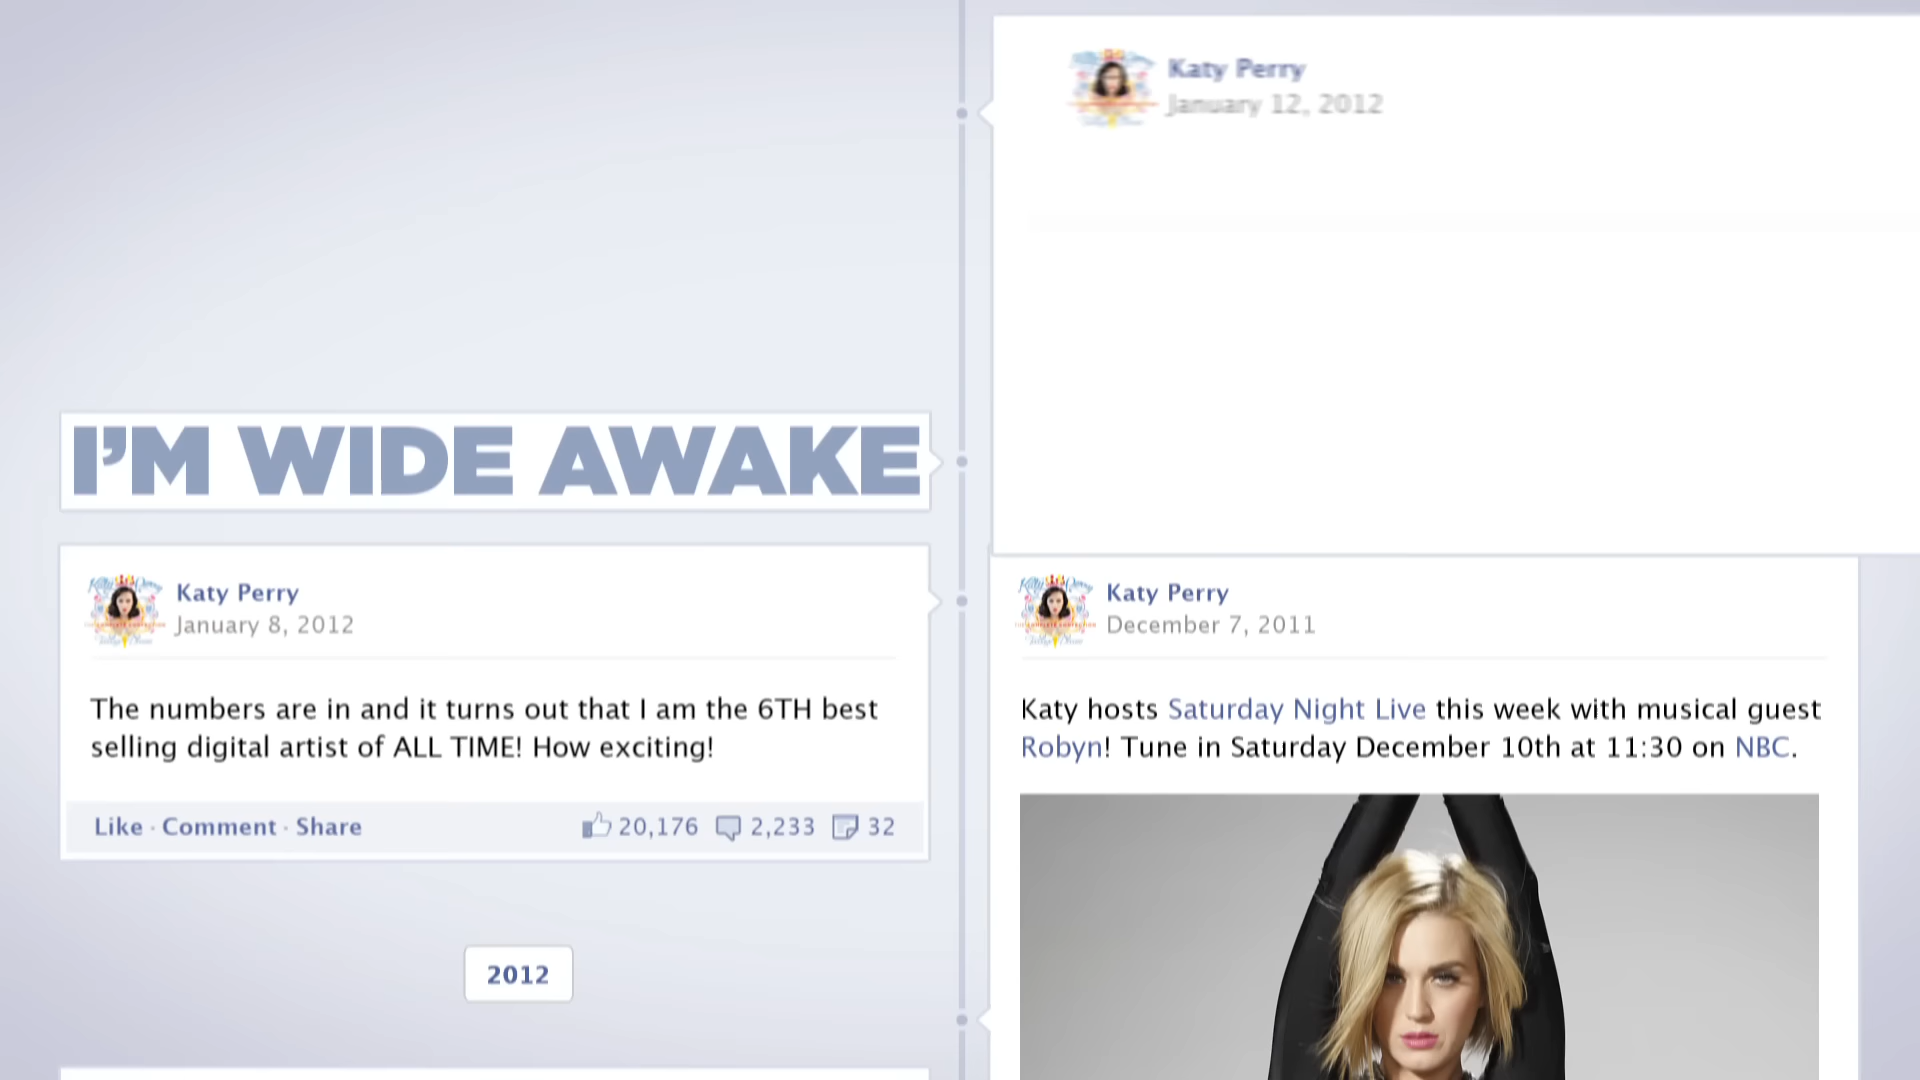 Katy Perry
January 12, 2012
I'M WIDE AWAKE
Katy Perry
January 8, 2012
The numbers are in and it turns out that I am the 6TH best
selling digital artist of ALL TIME! How exciting!
Like · Comment · Share 20,176 2,233 32
2012
Katy Perry
December 7, 2011
Katy hosts Saturday Night Live this week with musical guest
Robyn! Tune in Saturday December 10th at 11:30 on NBC.